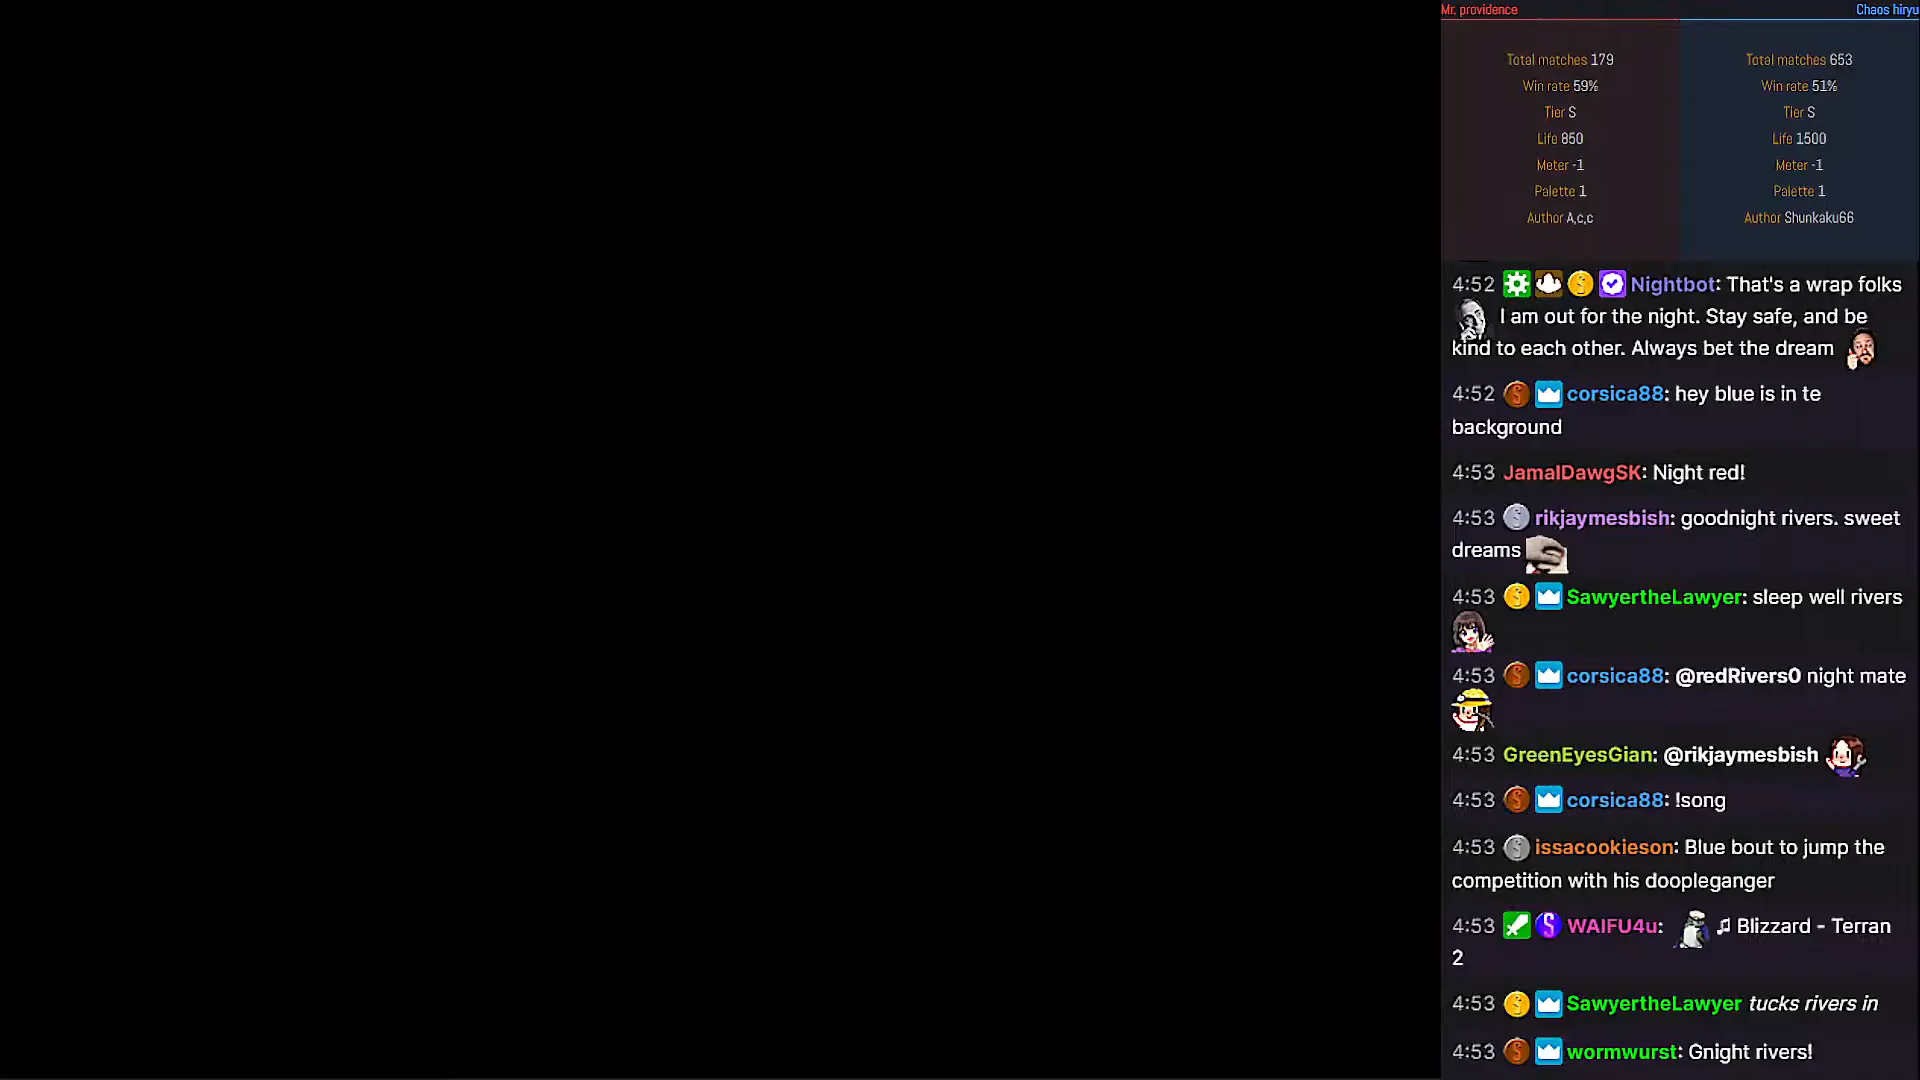 Mr. providence Chaos hiryu
Total matches 179 Total matches 653
Win rate 59% Win rate 51%
Tier S Tier S
Life 850 Life 1500
Meter -1 Meter -1
Palette 1 Palette 1
Author A,c,c Author Shunkaku66
4:52 Nightbot: That's a wrap folks
I am out for the night. Stay safe, and be
kind to each other. Always bet the dream
4:52 corsica88: hey blue is in te
background
4:53 JamalDawgSK: Night red!
4:53 rikjaymesbish: goodnight rivers. sweet
dreams
4:53 SawyertheLawyer: sleep well rivers
4:53 corsica88: @redRivers0 night mate
4:53 GreenEyesGian: @rikjaymesbish
4:53 corsica88: !song
4:53 issacookieson: Blue bout to jump the
competition with his doopleganger
4:53 WAIFU4u: ♫ Blizzard - Terran
2
4:53 SawyertheLawyer tucks rivers in
4:53 wormwurst: Gnight rivers!